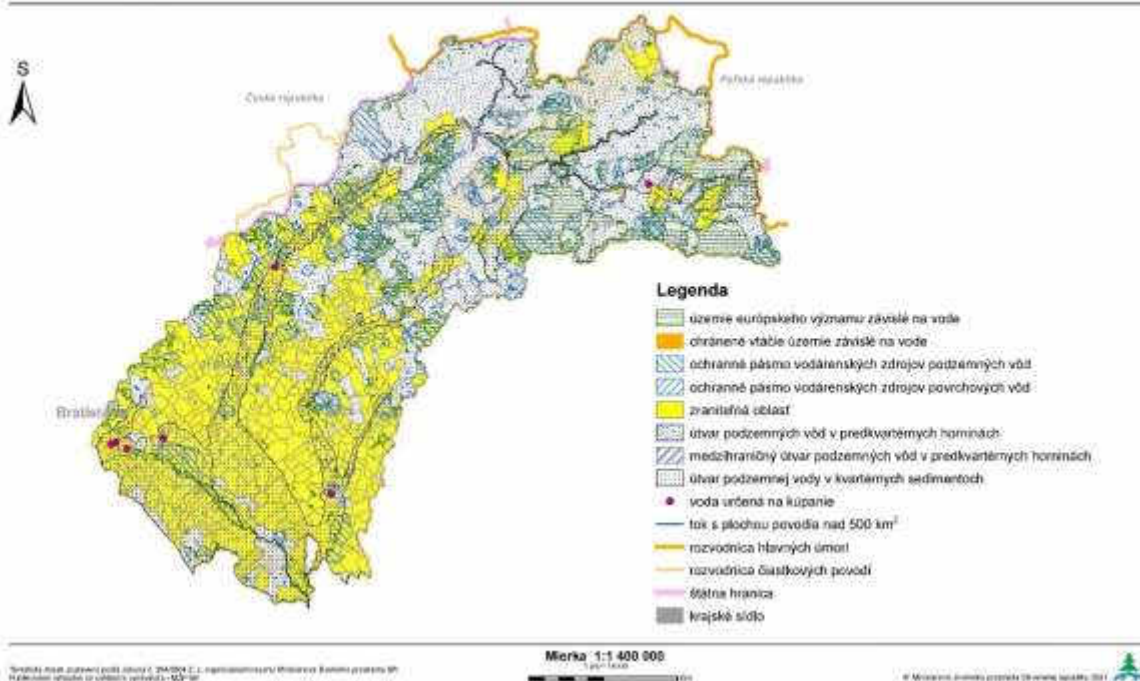 S
Česká republika
Poľská republika
Legenda
územie európskeho významu závislé na vode
chránené vtáčie územie závislé na vode
ochranné pásmo vodárenských zdrojov podzemných vôd
ochranné pásmo vodárenských zdrojov povrchových vôd
zraniteľná oblasť
útvar podzemných vôd v predkvartérnych horninách
medzihraničný útvar podzemných vôd v predkvartérnych horninách
útvar podzemnej vody v kvartérnych sedimentoch
voda určená na kúpanie
tok s plochou povodia nad 500 km²
rozvodnica hlavných úmorí
rozvodnica čiastkových povodí
štátna hranica
krajské sídlo
Mierka 1:1 400 000